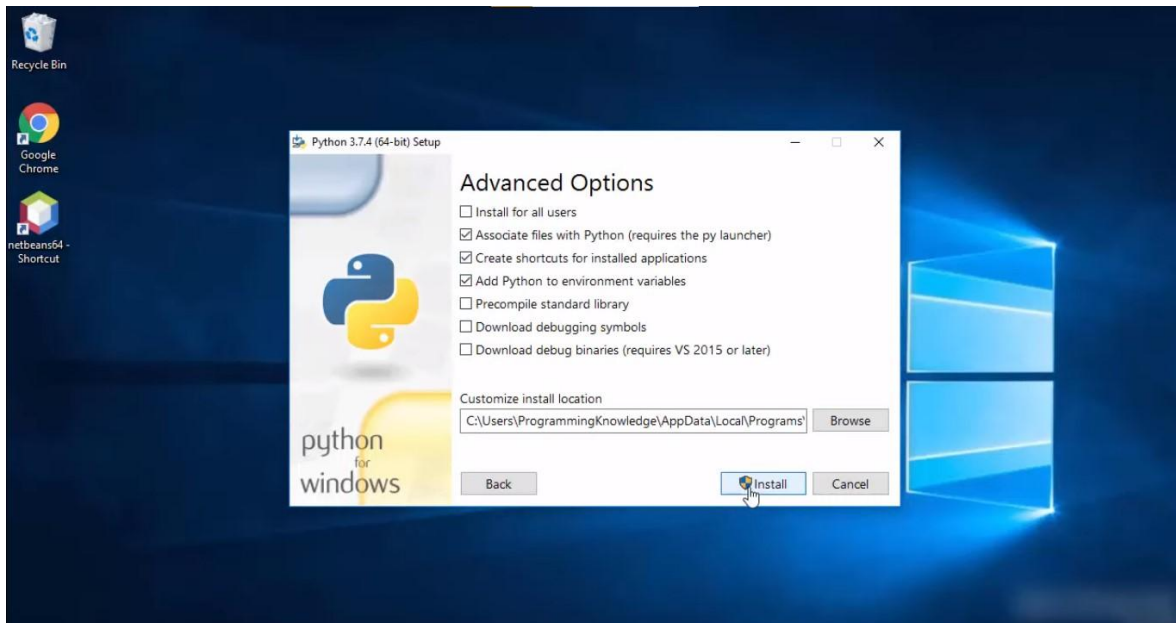 Recycle Bin
Google
Chrome
netbeans64 -
Shortcut
Python 3.7.4 (64-bit) Setup
Advanced Options
Install for all users
Associate files with Python (requires the py launcher)
Create shortcuts for installed applications
Add Python to environment variables
Precompile standard library
Download debugging symbols
Download debug binaries (requires VS 2015 or later)
Customize install location
C:\Users\ProgrammingKnowledge\AppData\Local\Programs\
Browse
python
for
windows
Back
Install
Cancel